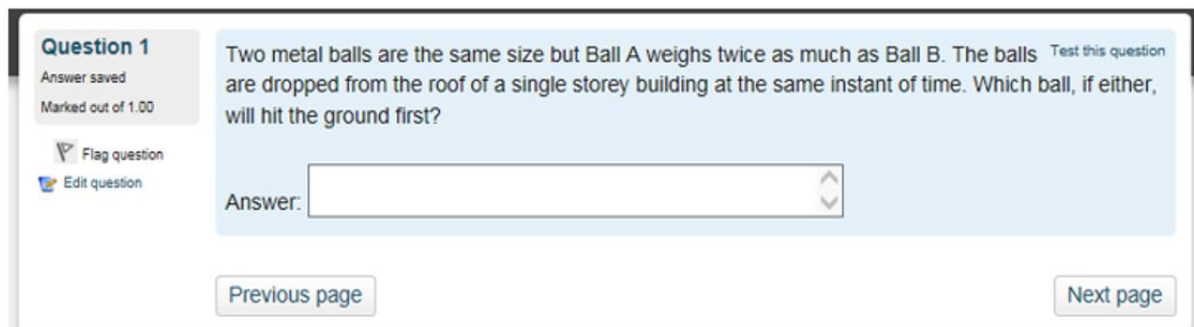 Question 1
Answer saved
Marked out of 1.00
Flag question
Edit question
Two metal balls are the same size but Ball A weighs twice as much as Ball B. The balls
Test this question
are dropped from the roof of a single storey building at the same instant of time. Which ball, if either,
will hit the ground first?
Answer:
Previous page
Next page